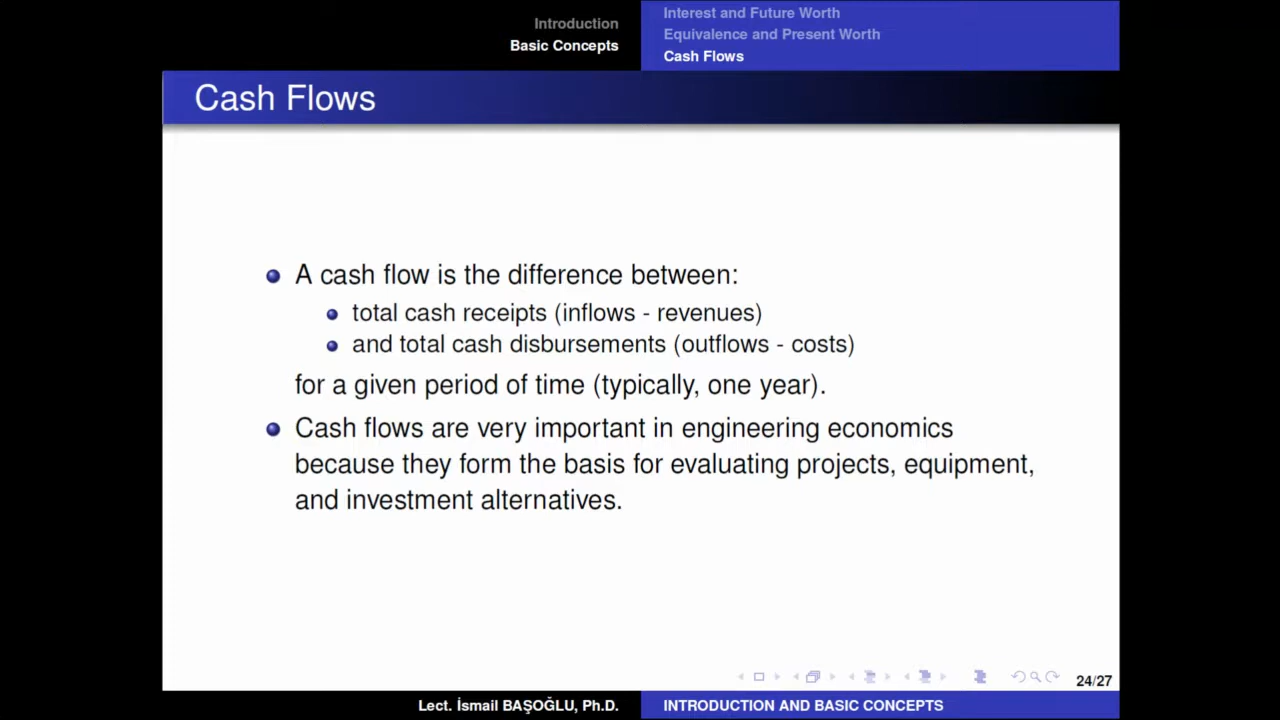 Introduction
Basic Concepts
Interest and Future Worth
Equivalence and Present Worth
Cash Flows
Cash Flows
A cash flow is the difference between:
total cash receipts (inflows - revenues)
and total cash disbursements (outflows - costs)
for a given period of time (typically, one year).
Cash flows are very important in engineering economics
because they form the basis for evaluating projects, equipment,
and investment alternatives.
24/27
Lect. İsmail BAŞOĞLU, Ph.D.
INTRODUCTION AND BASIC CONCEPTS